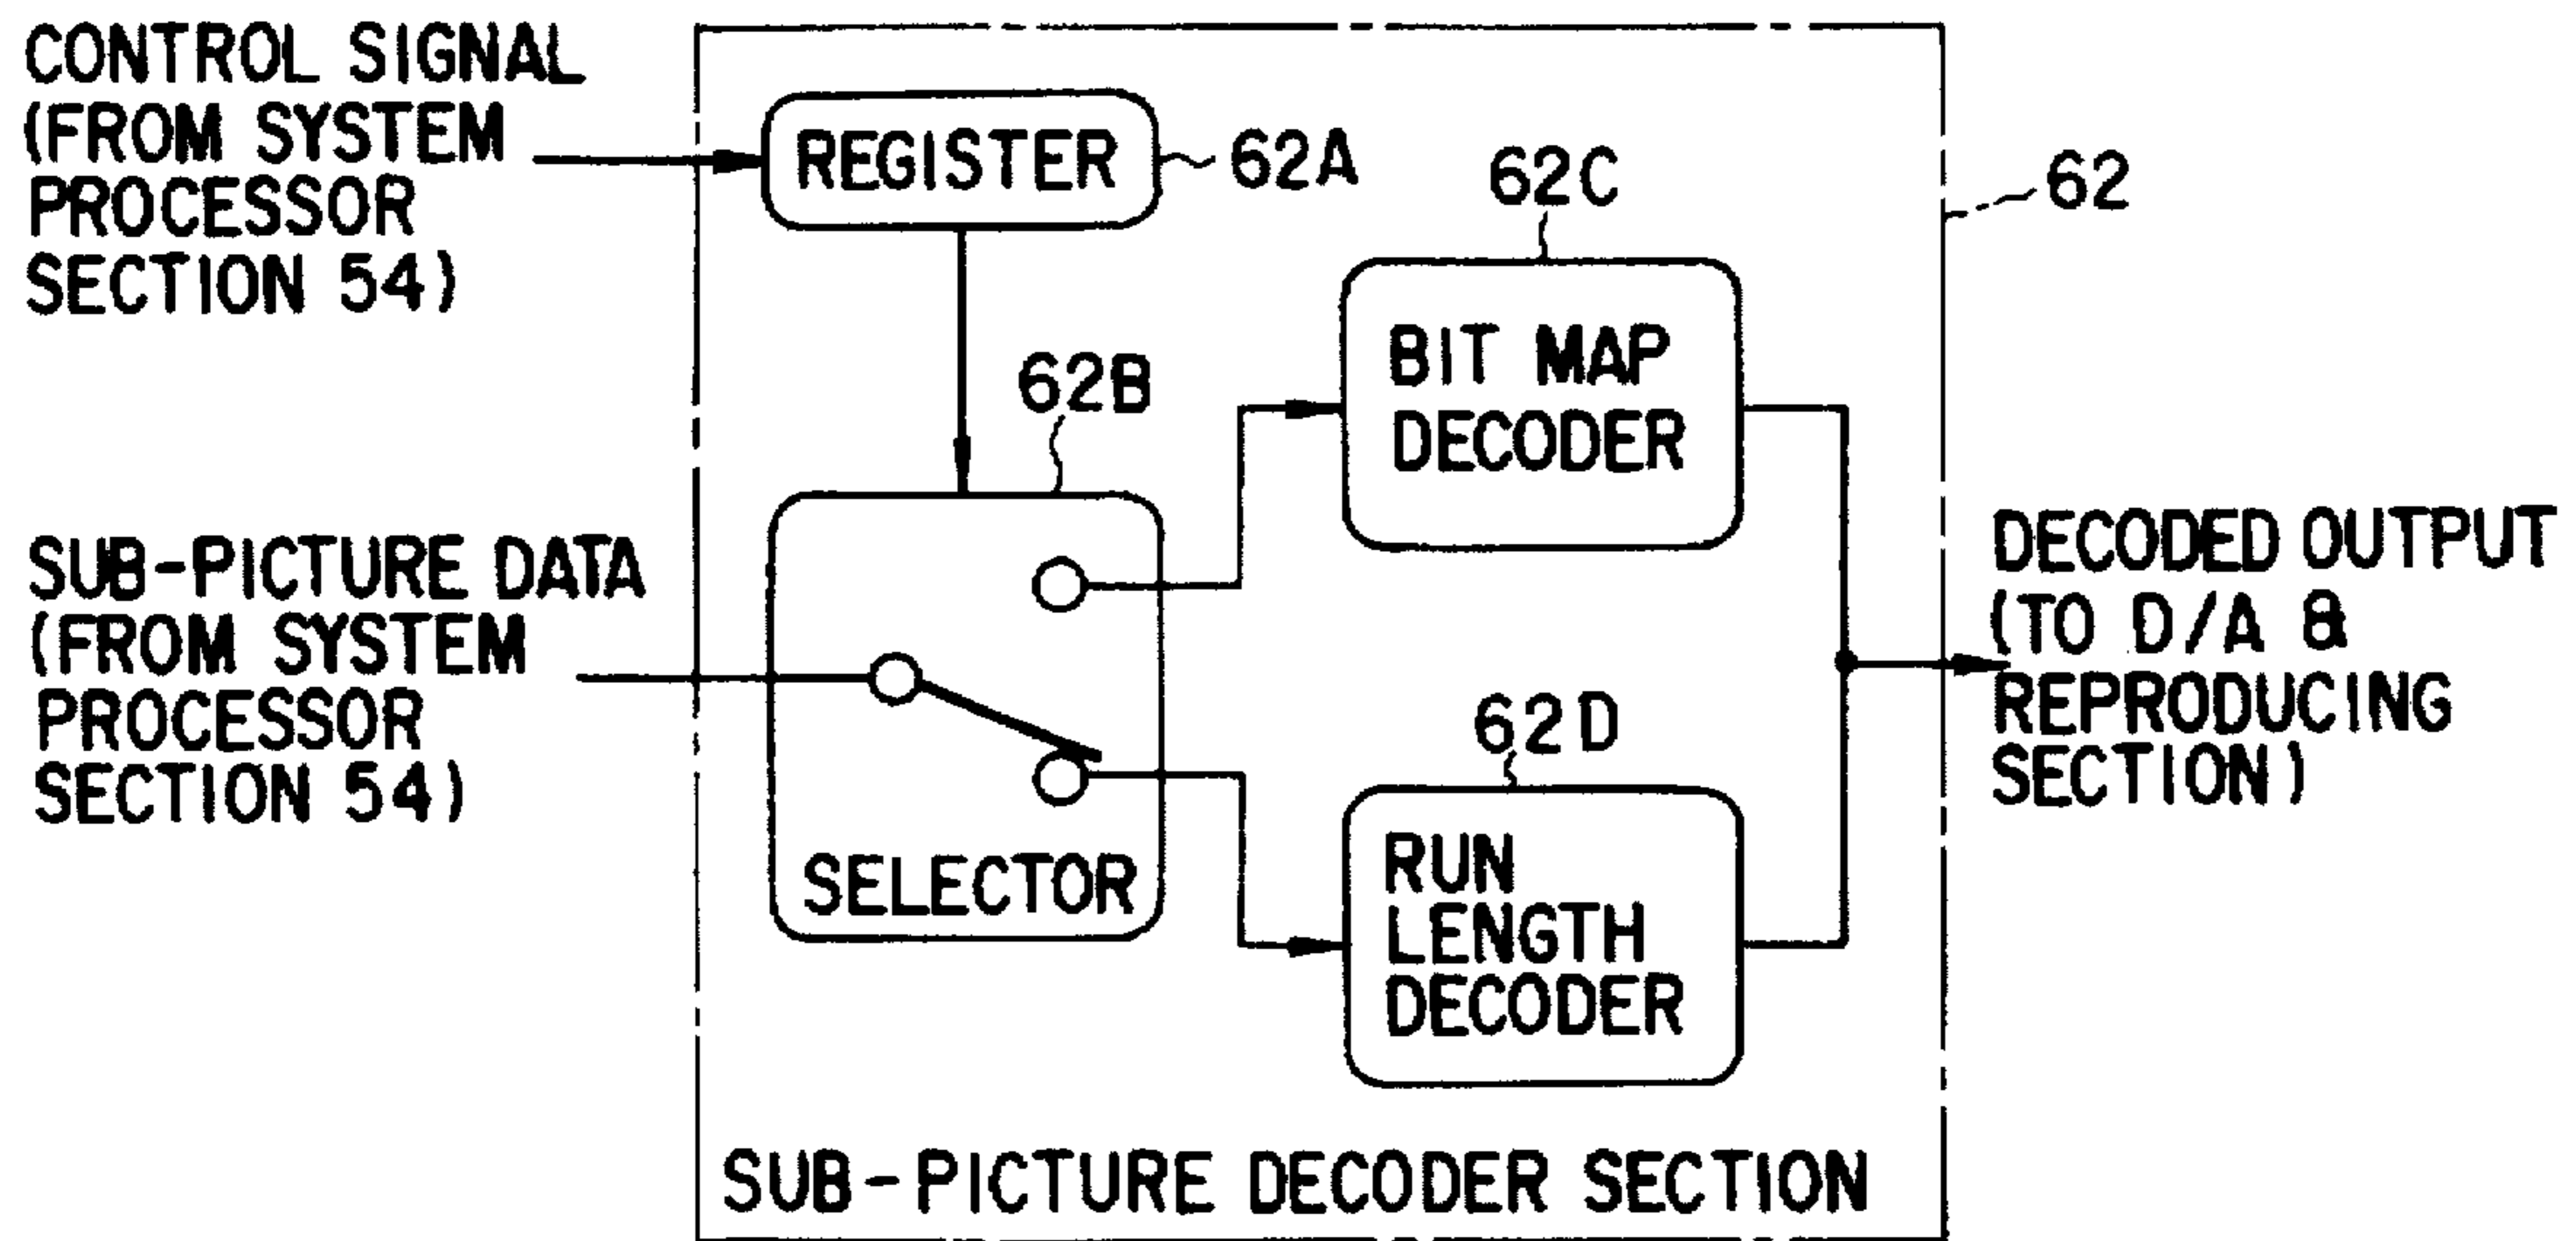 CONTROL SIGNAL
(FROM SYSTEM
PROCESSOR
SECTION 54)
REGISTER
62A
62C
62
62B
BIT MAP
DECODER
SUB-PICTURE DATA
(FROM SYSTEM
PROCESSOR
SECTION 54)
SELECTOR
62D
RUN
LENGTH
DECODER
DECODED OUTPUT
(TO D/A &
REPRODUCING
SECTION)
SUB-PICTURE DECODER SECTION